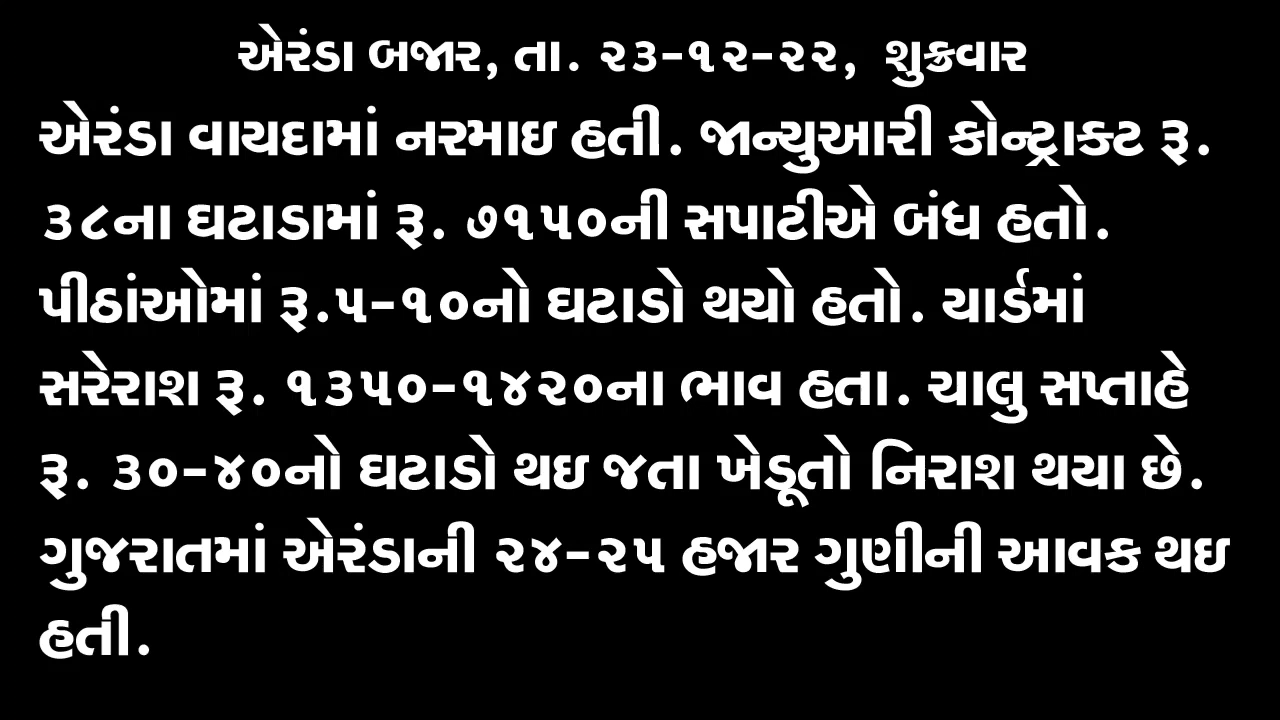 એરંડા બજાર, તા. ૨૩-૧૨-૨૨, શુક્રવાર
એરંડા વાયદામાં નરમાઇ હતી. જાન્યુઆરી કોન્ટ્રાક્ટ રૂ.
૩૮ના ઘટાડામાં રૂ. ૭૧૫૦ની સપાટીએ બંધ હતો.
પીઠાંઓમાં રૂ.૫-૧૦નો ઘટાડો થયો હતો. યાર્ડમાં
સરેરાશ રૂ. ૧૩૫૦-૧૪૨૦ના ભાવ હતા. ચાલુ સપ્તાહે
રૂ. ૩૦-૪૦નો ઘટાડો થઇ જતા ખેડૂતો નિરાશ થયા છે.
ગુજરાતમાં એરંડાની ૨૪-૨૫ હજાર ગુણીની આવક થઇ
હતી.